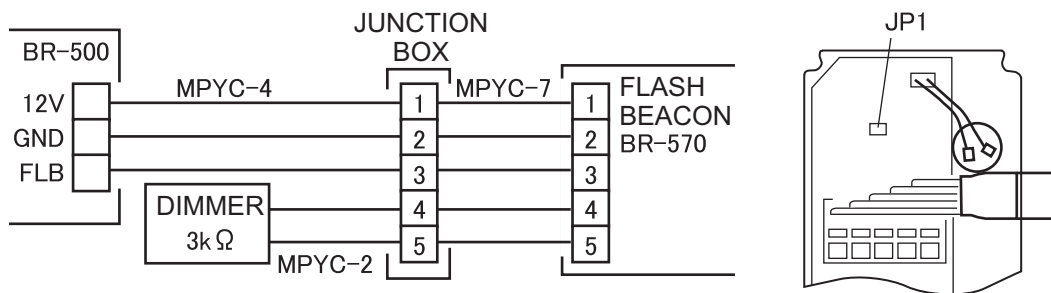 JUNCTION
BOX
JP1
BR-500
MPYC-4
MPYC-7
FLASH
BEACON
BR-570
12V
GND
FLB
1
2
3
4
5
1
2
3
4
5
DIMMER
3kΩ
MPYC-2